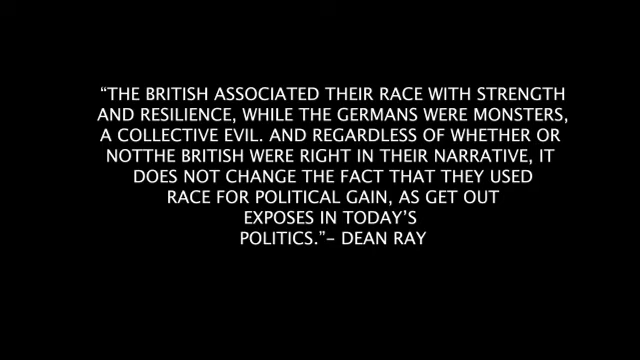 “THE BRITISH ASSOCIATED THEIR RACE WITH STRENGTH
AND RESILIENCE, WHILE THE GERMANS WERE MONSTERS,
A COLLECTIVE EVIL. AND REGARDLESS OF WHETHER OR
NOTTHE BRITISH WERE RIGHT IN THEIR NARRATIVE, IT
DOES NOT CHANGE THE FACT THAT THEY USED
RACE FOR POLITICAL GAIN, AS GET OUT
EXPOSES IN TODAY’S
POLITICS.”– DEAN RAY